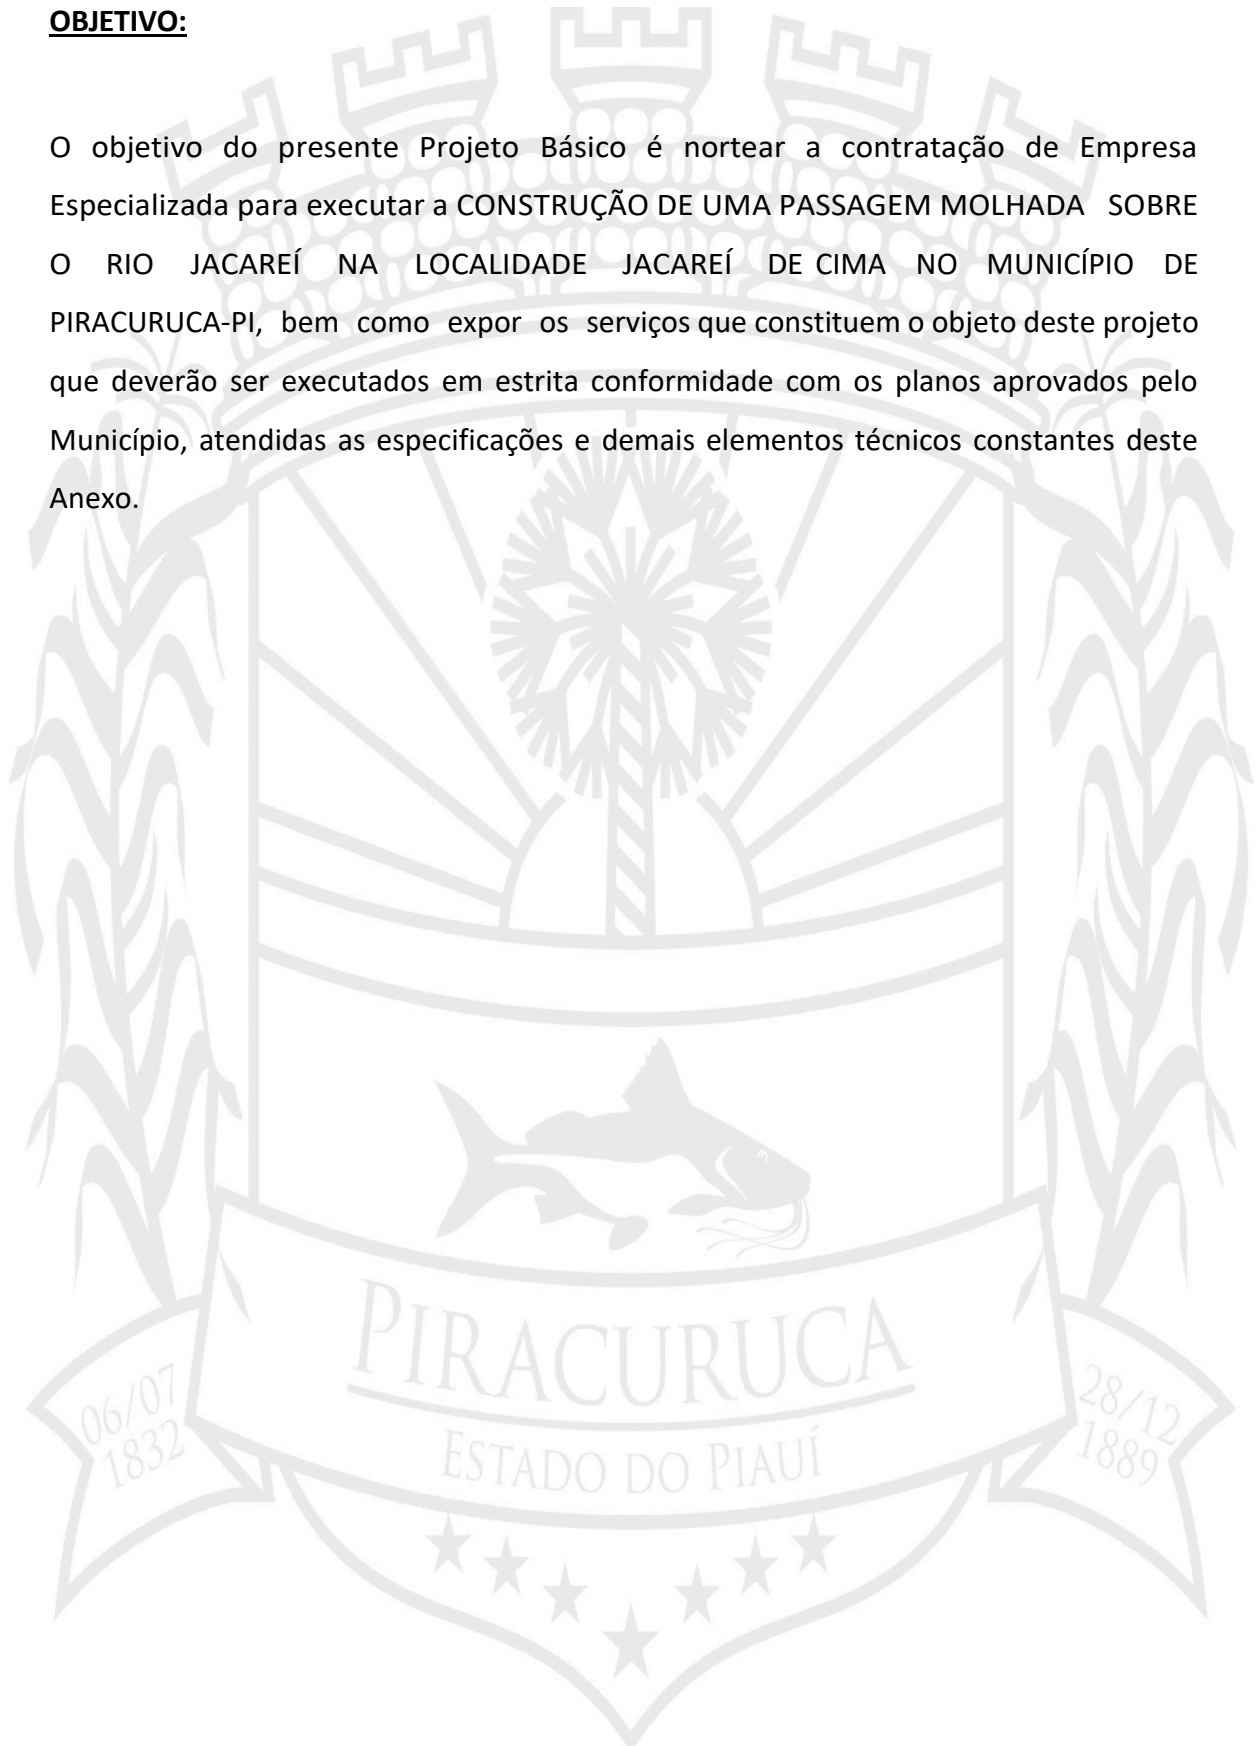 OBJETIVO:
O objetivo do presente Projeto Básico é nortear a contratação de Empresa
Especializada para executar a CONSTRUÇÃO DE UMA PASSAGEM MOLHADA SOBRE
O RIO JACAREÍ NA LOCALIDADE JACAREÍ DE CIMA NO MUNICÍPIO DE
PIRACURUCA-PI, bem como expor os serviços que constituem o objeto deste projeto
que deverão ser executados em estrita conformidade com os planos aprovados pelo
Município, atendidas as especificações e demais elementos técnicos constantes deste
Anexo.
PIRACURUCA
ESTADO DO PIAUÍ
06/07
1832
28/12
1889